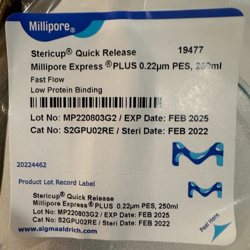 Millipore®
Stericup® Quick Release 19477
Millipore Express® PLUS 0.22µm PES, 250ml
Fast Flow
Low Protein Binding
Lot No: MP220803G2 / EXP Date: FEB 2025
Cat No: S2GPU02RE / Steri Date: FEB 2022
20224462
Product Lot Record Label
Stericup® Quick Release
Millipore Express® PLUS 0.22µm PES, 250ml
Lot No: MP220803G2 / EXP Date: FEB 2025
Cat No: S2GPU02RE / Steri Date: FEB 2022
www.sigmaaldrich.com
Peel Here